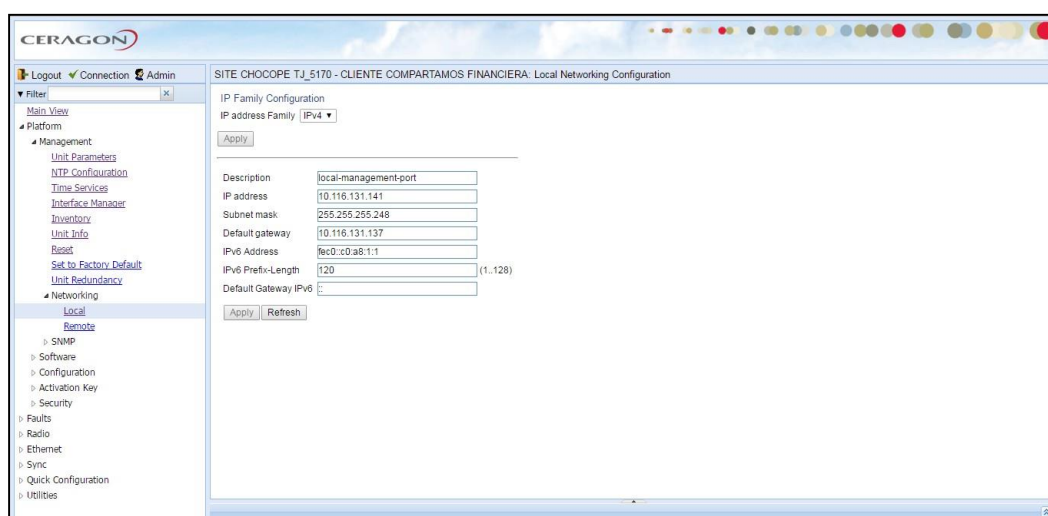 CERAGON
Logout Connection Admin
Filter
Main View
Platform
Management
Unit Parameters
NTP Configuration
Time Services
Interface Manager
Inventory
Unit Info
Reset
Set to Factory Default
Unit Redundancy
Networking
Local
Remote
SNMP
Software
Configuration
Activation Key
Security
Faults
Radio
Ethernet
Sync
Quick Configuration
Utilities
SITE CHOCOPE TJ_5170 - CLIENTE COMPARTAMOS FINANCIERA: Local Networking Configuration
IP Family Configuration
IP address Family IPv4
Apply
Description local-management-port
IP address 10.116.131.141
Subnet mask 255.255.255.248
Default gateway 10.116.131.137
IPv6 Address fec0::c0:a8:1:1
IPv6 Prefix-Length 120 (1..128)
Default Gateway IPv6 ::
Apply Refresh